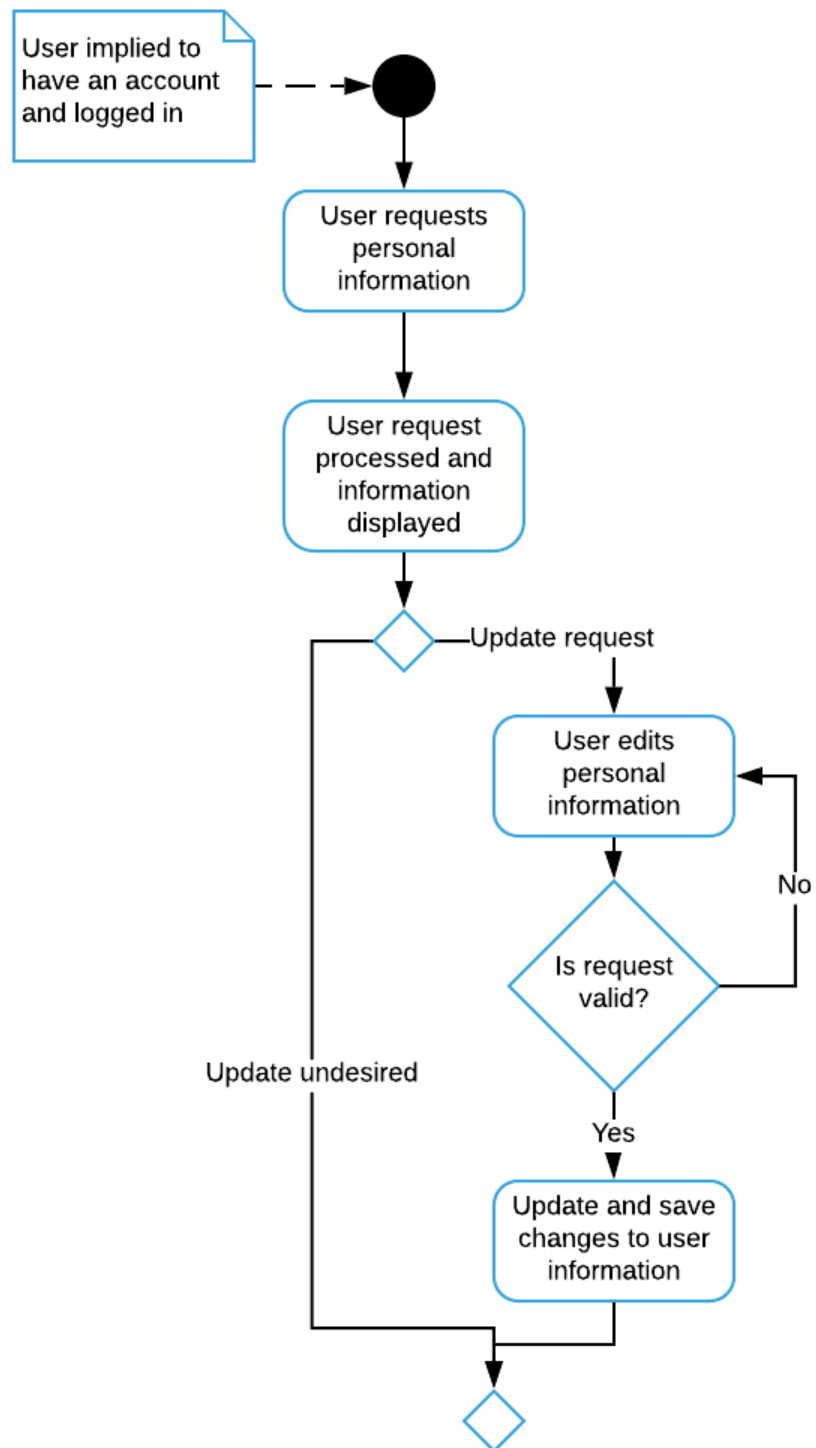 User implied to
have an account
and logged in
User requests
personal
information
User request
processed and
information
displayed
Update request
User edits
personal
information
No
Is request
valid?
Update undesired
Yes
Update and save
changes to user
information